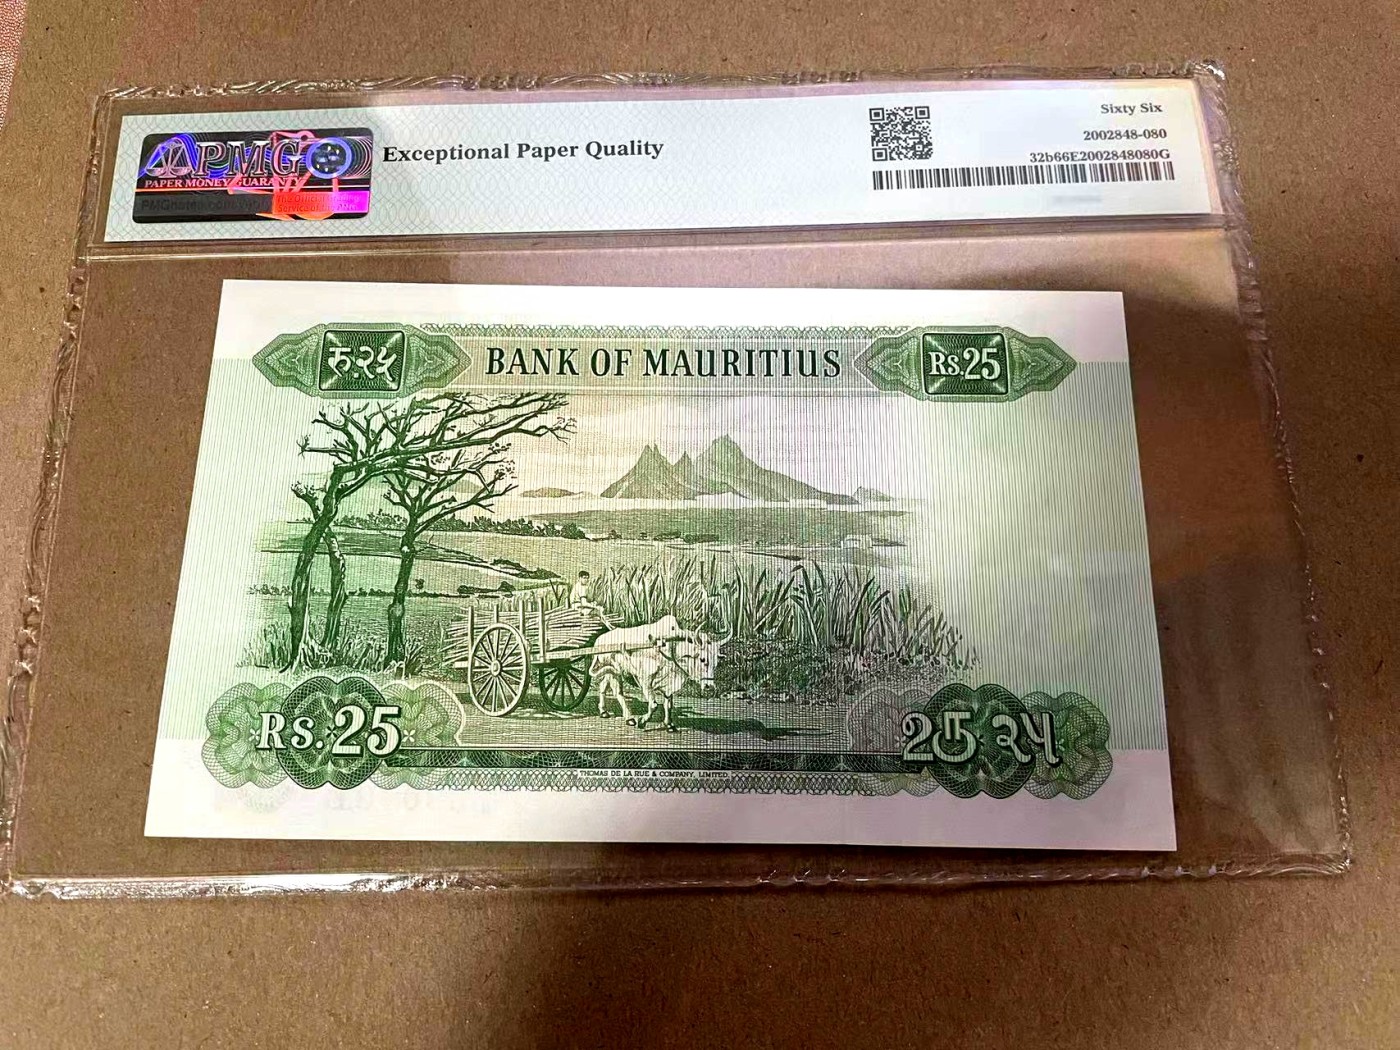 PMG
PAPER MONEY GUARANTY
Exceptional Paper Quality
Sixty Six
2002848-080
32b66E2002848080G
रु.२५
BANK OF MAURITIUS
Rs.25
Rs.25
THOMAS DE LA RUE & COMPANY, LIMITED.